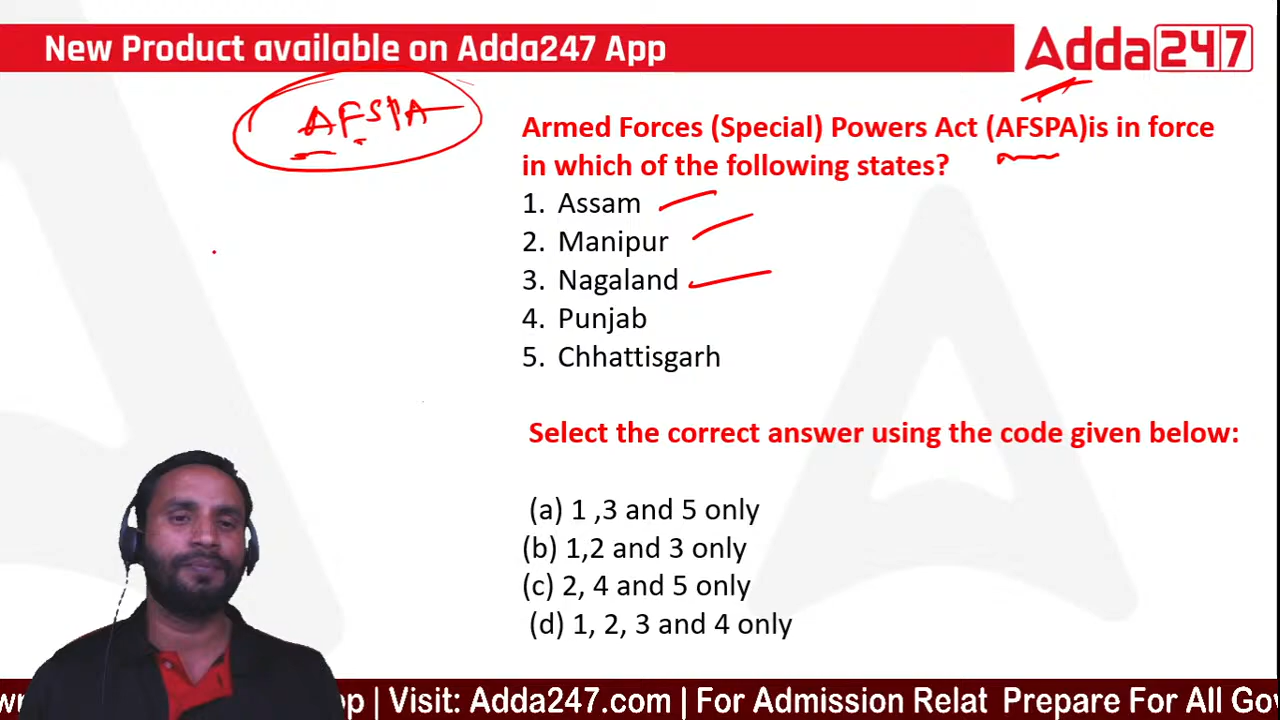 New Product available on Adda247 App
Adda247
AFSPA
Armed Forces (Special) Powers Act (AFSPA)is in force
in which of the following states?
1. Assam
2. Manipur
3. Nagaland
4. Punjab
5. Chhattisgarh
Select the correct answer using the code given below:
(a) 1 ,3 and 5 only
(b) 1,2 and 3 only
(c) 2, 4 and 5 only
(d) 1, 2, 3 and 4 only
| Visit: Adda247.com | For Admission Relat Prepare For All